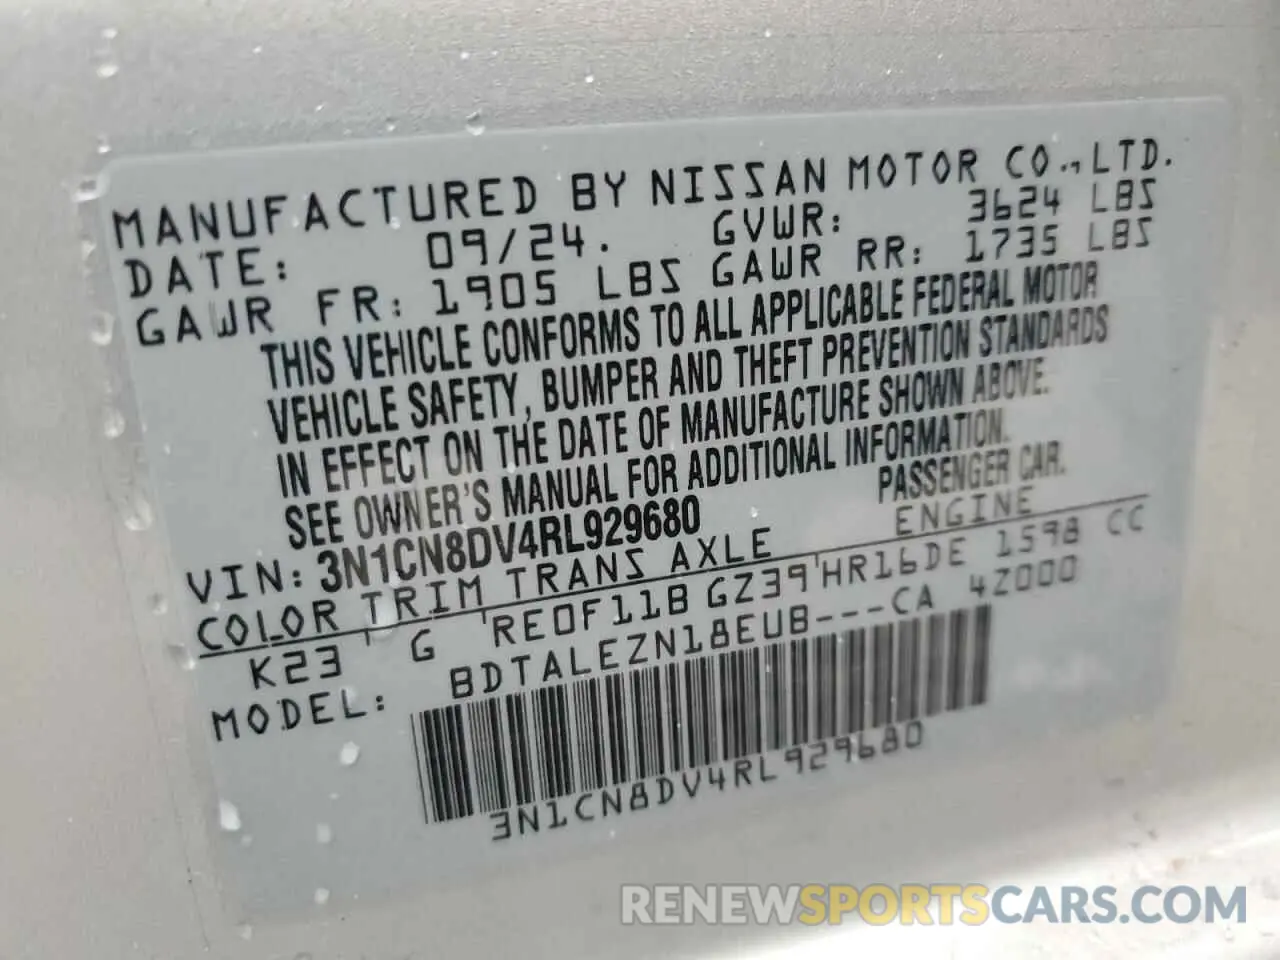 MANUFACTURED BY NISSAN MOTOR CO.,LTD.
DATE: 09/24. GVWR: 3624 LBS
GAWR FR: 1905 LBS GAWR RR: 1735 LBS
THIS VEHICLE CONFORMS TO ALL APPLICABLE FEDERAL MOTOR
VEHICLE SAFETY, BUMPER AND THEFT PREVENTION STANDARDS
IN EFFECT ON THE DATE OF MANUFACTURE SHOWN ABOVE.
SEE OWNER'S MANUAL FOR ADDITIONAL INFORMATION.
VIN: 3N1CN8DV4RL929680 PASSENGER CAR.
COLOR TRIM TRANS AXLE ENGINE
K23 G RE0F11B GZ39 HR16DE 1598 CC
MODEL: BDTALEZN18EUB---CA 4Z000
3N1CN8DV4RL929680
RENEWSPORTSCARS.COM